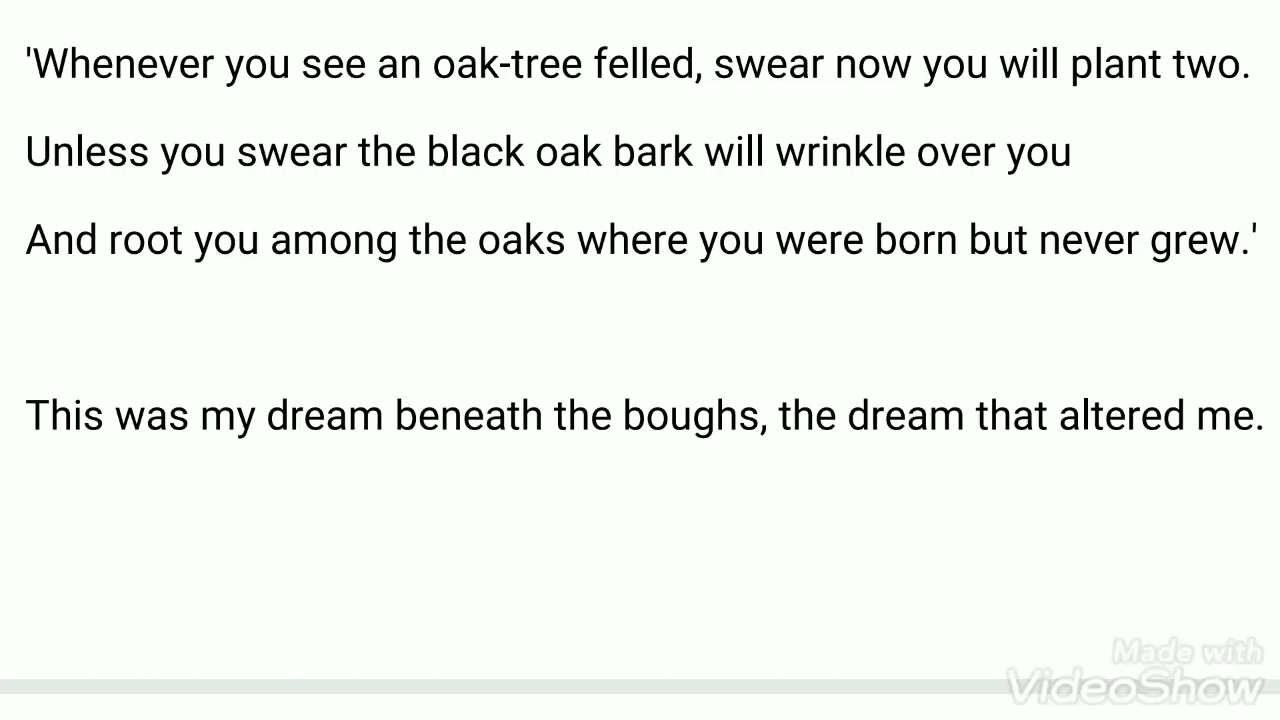 'Whenever you see an oak-tree felled, swear now you will plant two.
Unless you swear the black oak bark will wrinkle over you
And root you among the oaks where you were born but never grew.'
This was my dream beneath the boughs, the dream that altered me.
Made with
VideoShow